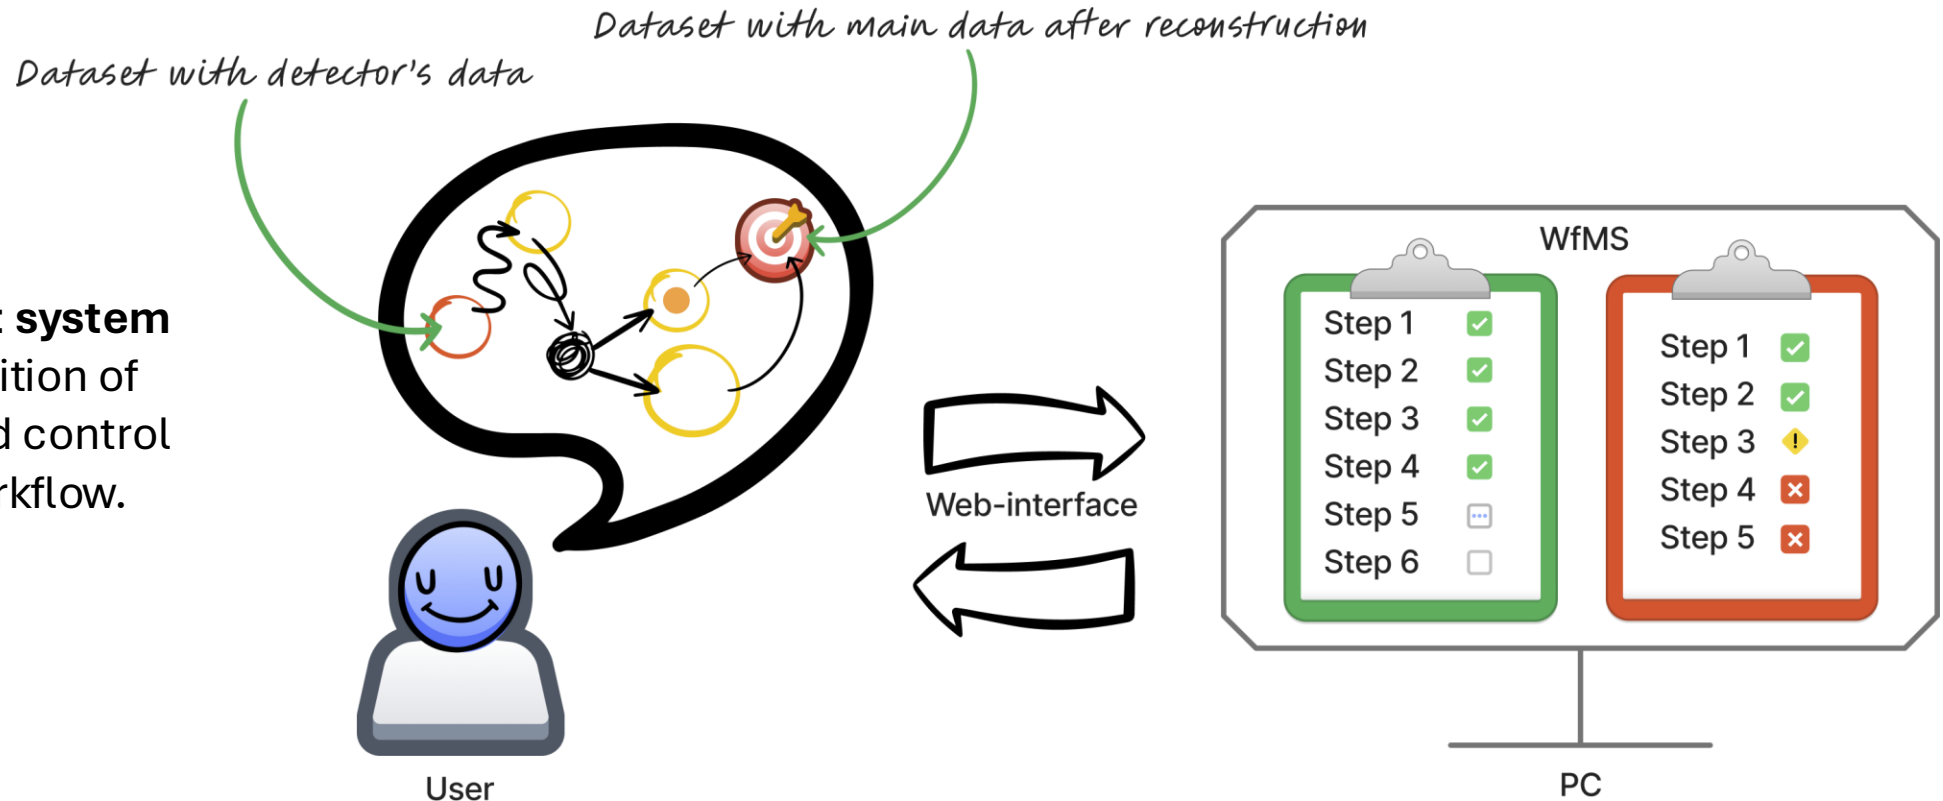 Dataset with main data after reconstruction
Dataset with detector's data
system
ition of
control
rkflow.
WfMS
Step 1
Step 2
Step 3
Step 4
Step 5
Step 6
Step 1
Step 2
Step 3
Step 4
Step 5
Web-interface
User
PC